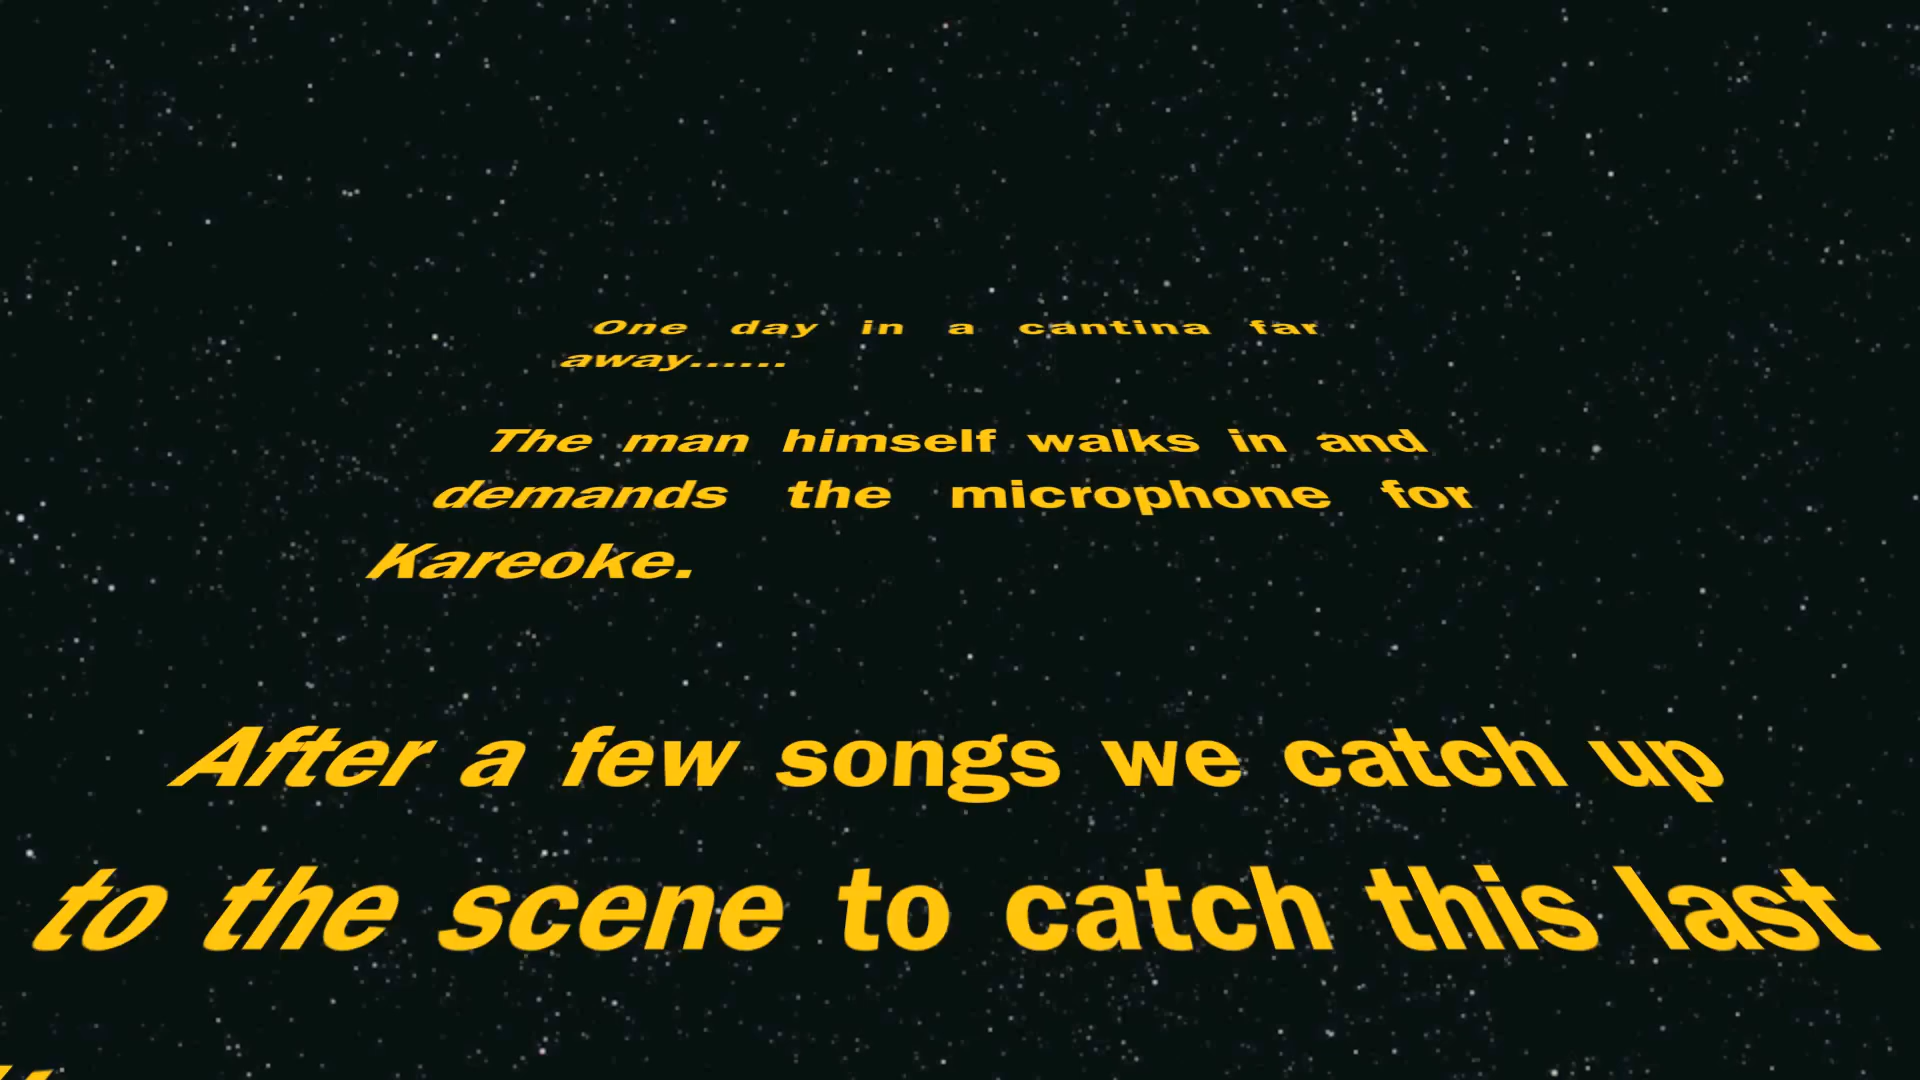 One day in a cantina far
away......
The man himself walks in and
demands the microphone for
Kareoke.
After a few songs we catch up
to the scene to catch this last